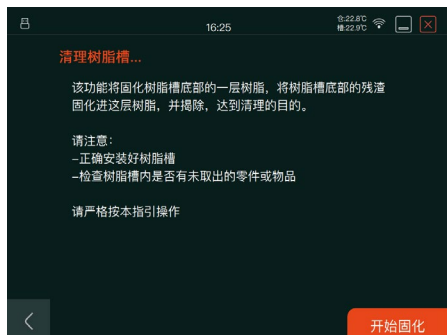 16:25
仓:22.8℃
槽:22.9℃
清理树脂槽...
该功能将固化树脂槽底部的一层树脂，将树脂槽底部的残渣
固化进这层树脂，并揭除，达到清理的目的。
请注意：
–正确安装好树脂槽
–检查树脂槽内是否有未取出的零件或物品
请严格按本指引操作
开始固化